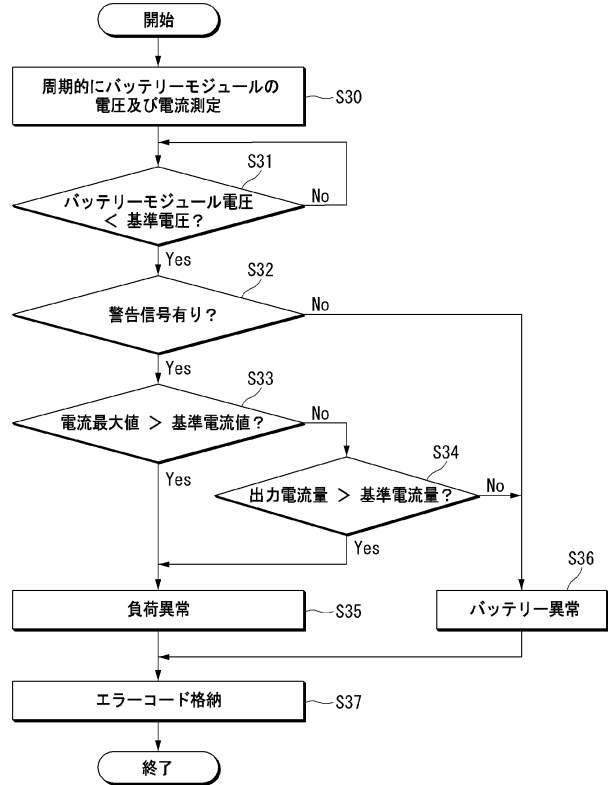 開始
周期的にバッテリーモジュールの
電圧及び電流測定
S30
S31
バッテリーモジュール電圧
< 基準電圧?
No
Yes
S32
警告信号有り?
No
Yes
S33
電流最大値 > 基準電流値?
No
Yes
S34
出力電流量 > 基準電流量?
No
Yes
負荷異常
S35
S36
バッテリー異常
エラーコード格納
S37
終了